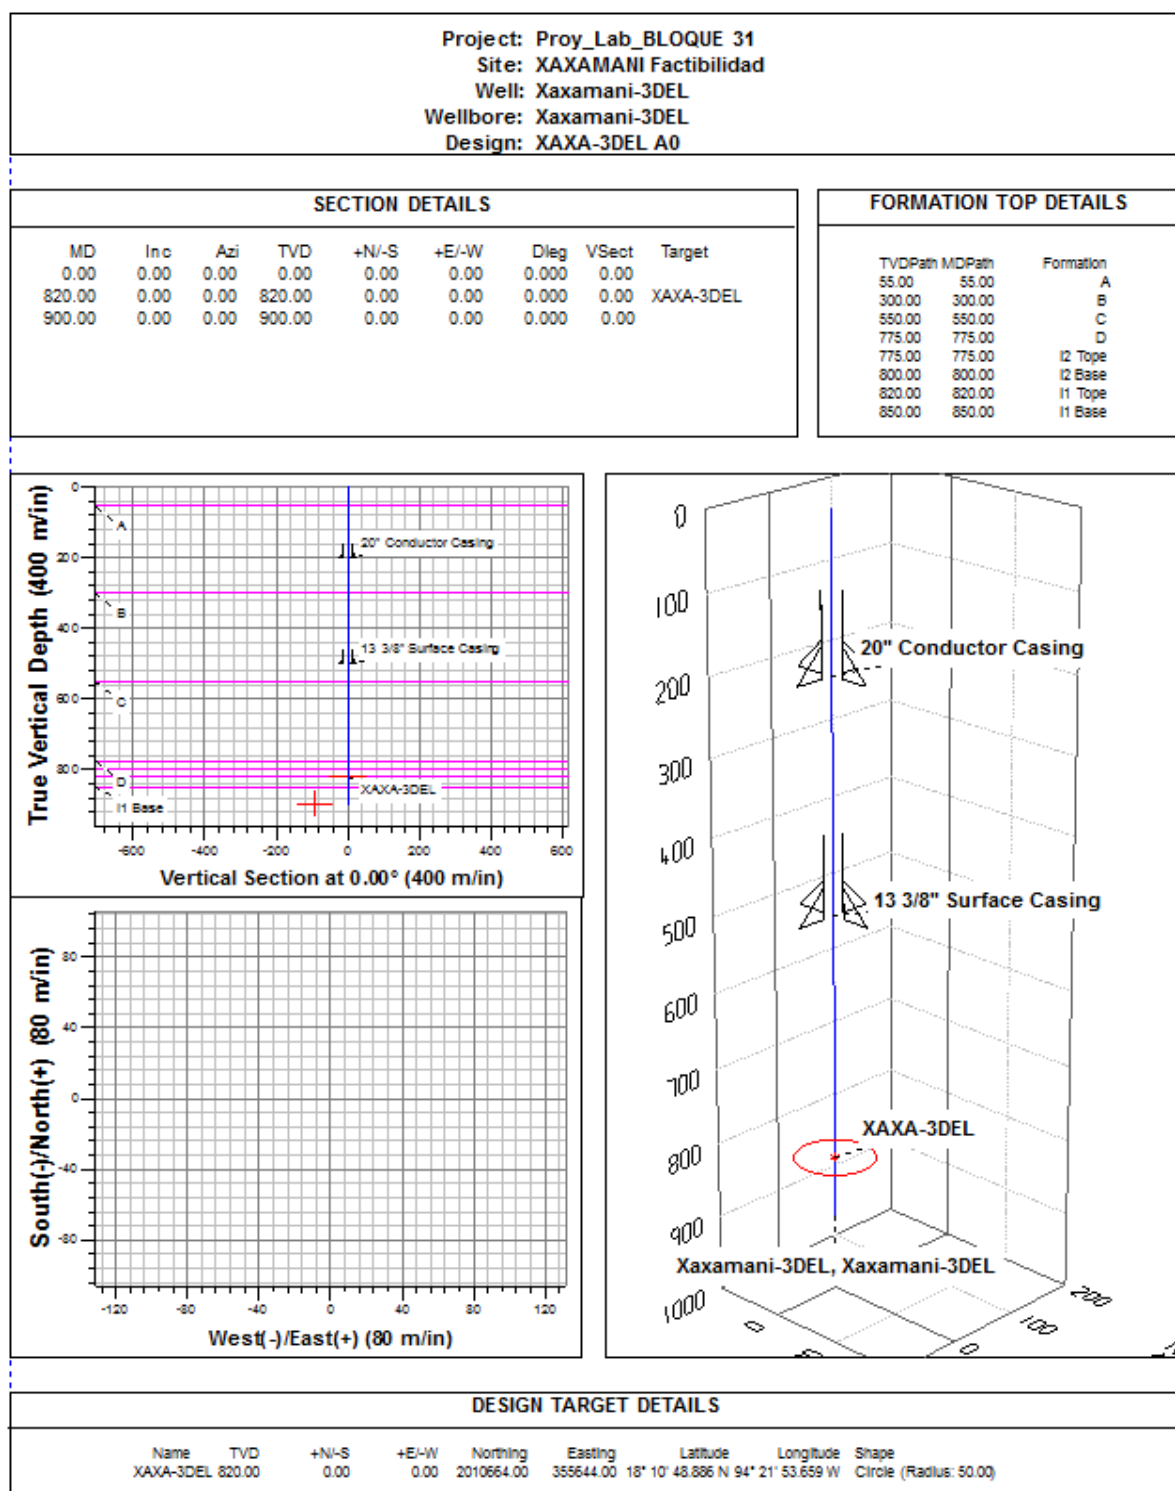 Project: Proy_Lab_BLOQUE 31
Site: XAXAMANI Factibilidad
Well: Xaxamani-3DEL
Wellbore: Xaxamani-3DEL
Design: XAXA-3DEL A0
SECTION DETAILS
MD Inc Azi TVD +N/-S +E/-W Dleg VSect Target
0.00 0.00 0.00 0.00 0.00 0.00 0.000 0.00
820.00 0.00 0.00 820.00 0.00 0.00 0.000 0.00 XAXA-3DEL
900.00 0.00 0.00 900.00 0.00 0.00 0.000 0.00
FORMATION TOP DETAILS
TVDPath MDPath Formation
55.00 55.00 A
300.00 300.00 B
550.00 550.00 C
775.00 775.00 D
775.00 775.00 I2 Tope
800.00 800.00 I2 Base
820.00 820.00 I1 Tope
850.00 850.00 I1 Base
True Vertical Depth (400 m/in)
0
200
400
600
800
A
20" Conductor Casing
B
13 3/8" Surface Casing
C
D
I1 Base
XAXA-3DEL
-600 -400 -200 0 200 400 600
Vertical Section at 0.00° (400 m/in)
South(-)/North(+) (80 m/in)
80
40
0
-40
-80
-120 -80 -40 0 40 80 120
West(-)/East(+) (80 m/in)
0
100
200
300
400
500
600
700
800
900
1000
20" Conductor Casing
13 3/8" Surface Casing
XAXA-3DEL
Xaxamani-3DEL, Xaxamani-3DEL
0
0
100
200
DESIGN TARGET DETAILS
Name TVD +N/-S +E/-W Northing Easting Latitude Longitude Shape
XAXA-3DEL 820.00 0.00 0.00 2010664.00 355644.00 18° 10' 48.886 N 94° 21' 53.659 W Circle (Radius: 50.00)